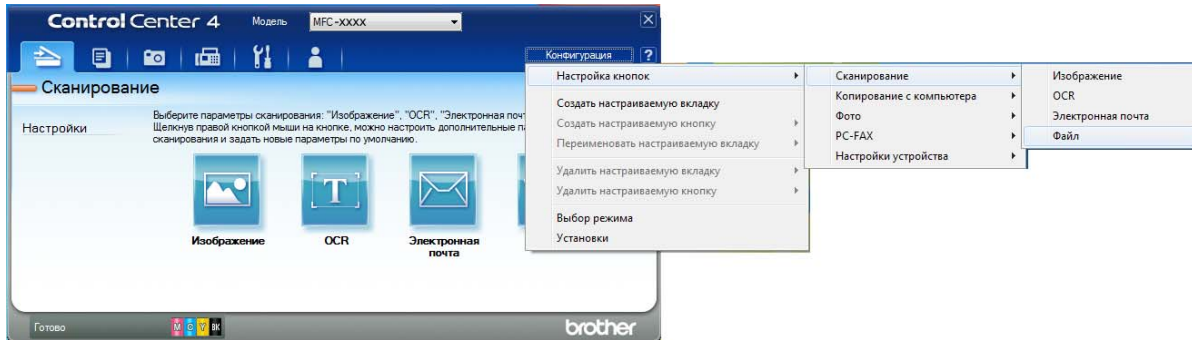 Control Center 4
Модель
MFC-XXXX
Конфигурация
?
Сканирование
Настройки
Выберите параметры сканирования: "Изображение", "OCR", "Электронная поч
Щелкнув правой кнопкой мыши на кнопке, можно настроить дополнительные па
сканирования и задать новые параметры по умолчанию.
Изображение
OCR
Электронная
почта
Готово
M C Y BK
brother
Настройка кнопок
Создать настраиваемую вкладку
Создать настраиваемую кнопку
Переименовать настраиваемую вкладку
Удалить настраиваемую вкладку
Удалить настраиваемую кнопку
Выбор режима
Установки
Сканирование
Копирование с компьютера
Фото
PC-FAX
Настройки устройства
Изображение
OCR
Электронная почта
Файл